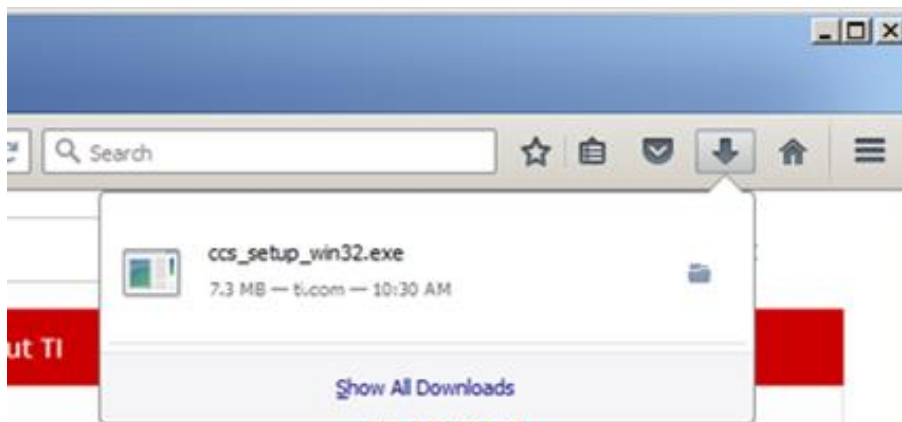 Search
ccs_setup_win32.exe
7.3 MB — ti.com — 10:30 AM
ut TI
Show All Downloads